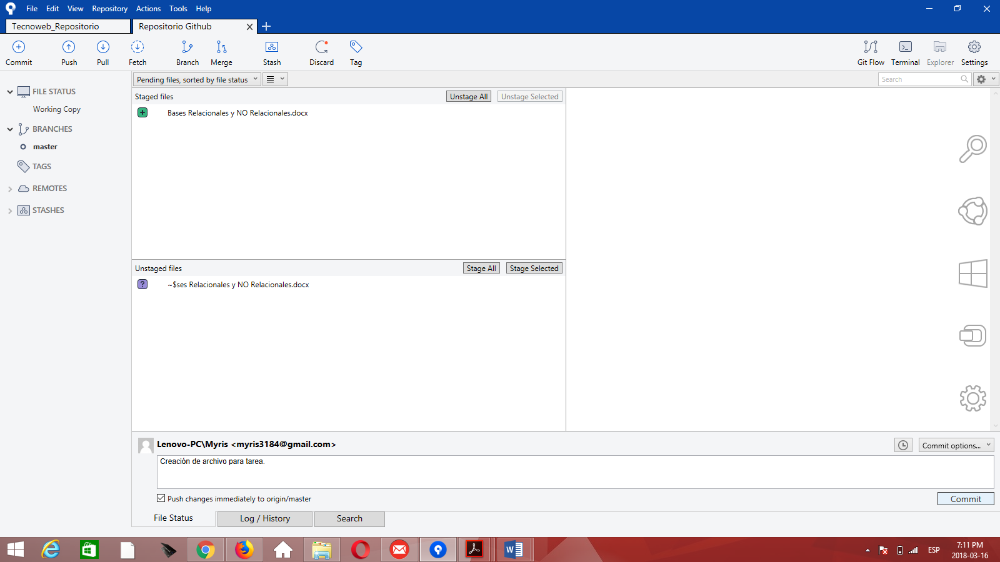 File Edit View Repository Actions Tools Help
Tecnoweb_Repositorio Repositorio Github
Commit Push Pull Fetch Branch Merge Stash Discard Tag Git Flow Terminal Explorer Settings
FILE STATUS
Working Copy
BRANCHES
master
TAGS
REMOTES
STASHES
Pending files, sorted by file status Search
Staged files Unstage All Unstage Selected
Bases Relacionales y NO Relacionales.docx
Unstaged files Stage All Stage Selected
~$ses Relacionales y NO Relacionales.docx
Lenovo-PC\Myris <myris3184@gmail.com> Commit options...
Creación de archivo para tarea.
Push changes immediately to origin/master Commit
File Status Log / History Search
ESP 7:11 PM
2018-03-16